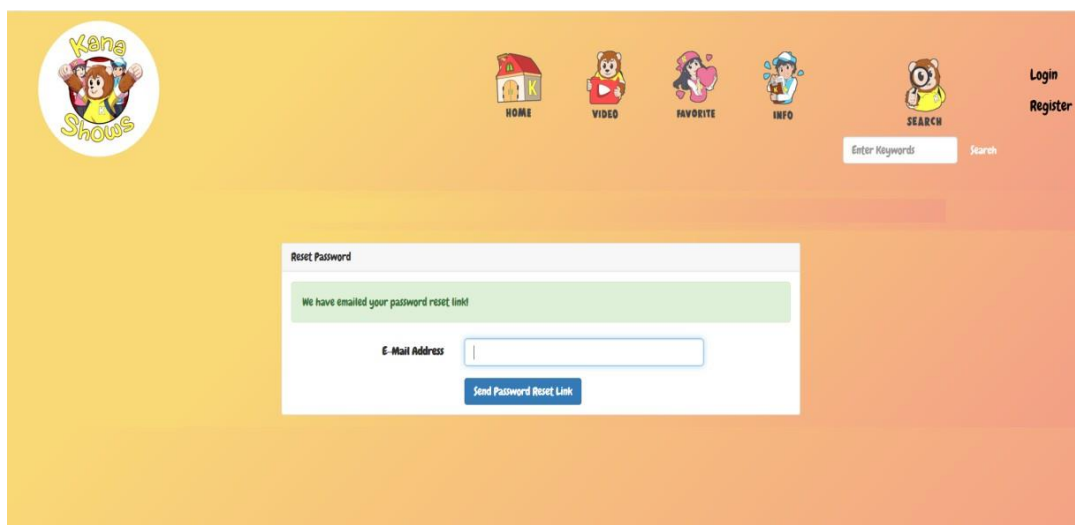 Kana
Shows
K
HOME
VIDEO
FAVORITE
INFO
SEARCH
Login
Register
Enter Keywords
Search
Reset Password
We have emailed your password reset link!
E-Mail Address
Send Password Reset Link